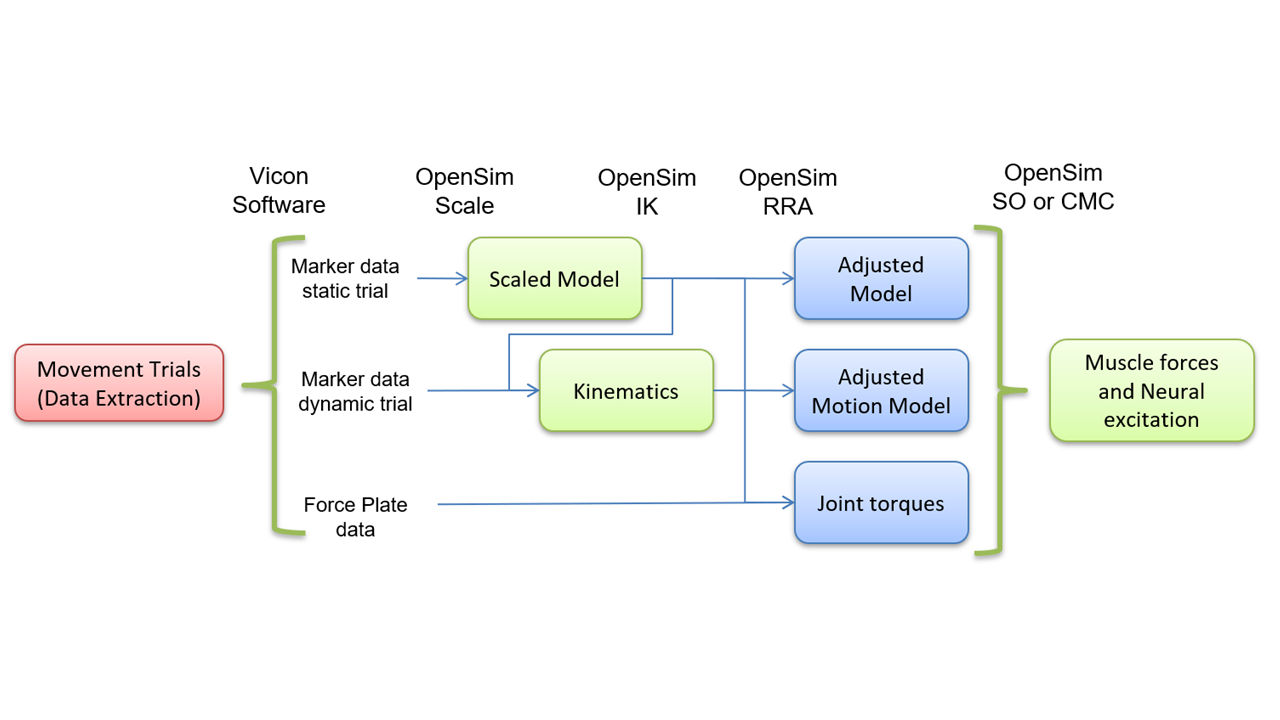 Vicon
Software
OpenSim
Scale
OpenSim
IK
OpenSim
RRA
OpenSim
SO or CMC
Marker data
static trial
Scaled Model
Adjusted
Model
Movement Trials
(Data Extraction)
Marker data
dynamic trial
Kinematics
Adjusted
Motion Model
Muscle forces
and Neural
excitation
Force Plate
data
Joint torques